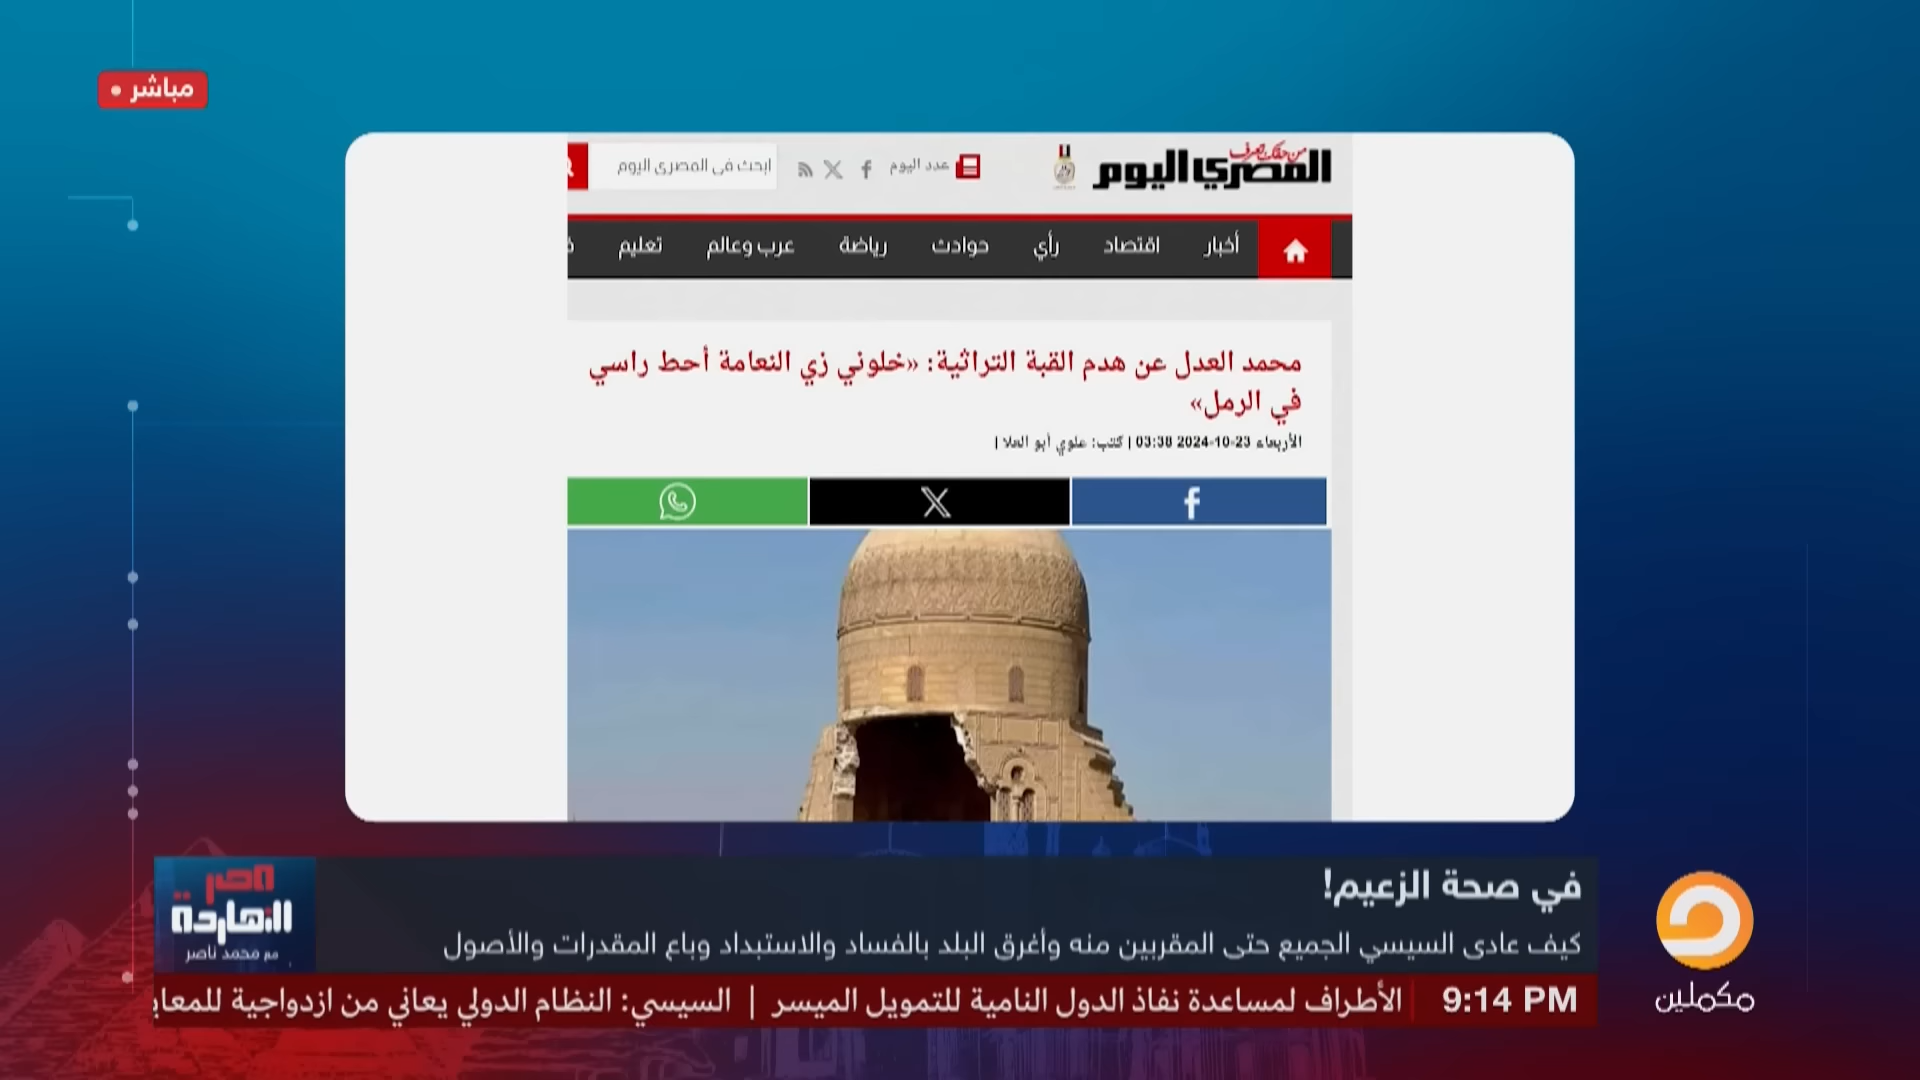 مباشر
المصري اليوم
من حقك تعرف
عدد اليوم
ابحث في المصري اليوم
أخبار اقتصاد رأي حوادث رياضة عرب وعالم تعليم
محمد العدل عن هدم القبة التراثية: «خلوني زي النعامة أحط راسي
في الرمل»
الأربعاء 23-10-2024 03:38 | كتب: علوي أبو العلا |
في صحة الزعيم!
كيف عادى السيسي الجميع حتى المقربين منه وأغرق البلد بالفساد والاستبداد وباع المقدرات والأصول
مصر
النهاردة
مع محمد ناصر
9:14 PM الأطراف لمساعدة نفاذ الدول النامية للتمويل الميسر | السيسي: النظام الدولي يعاني من ازدواجية للمعاي
مكملين